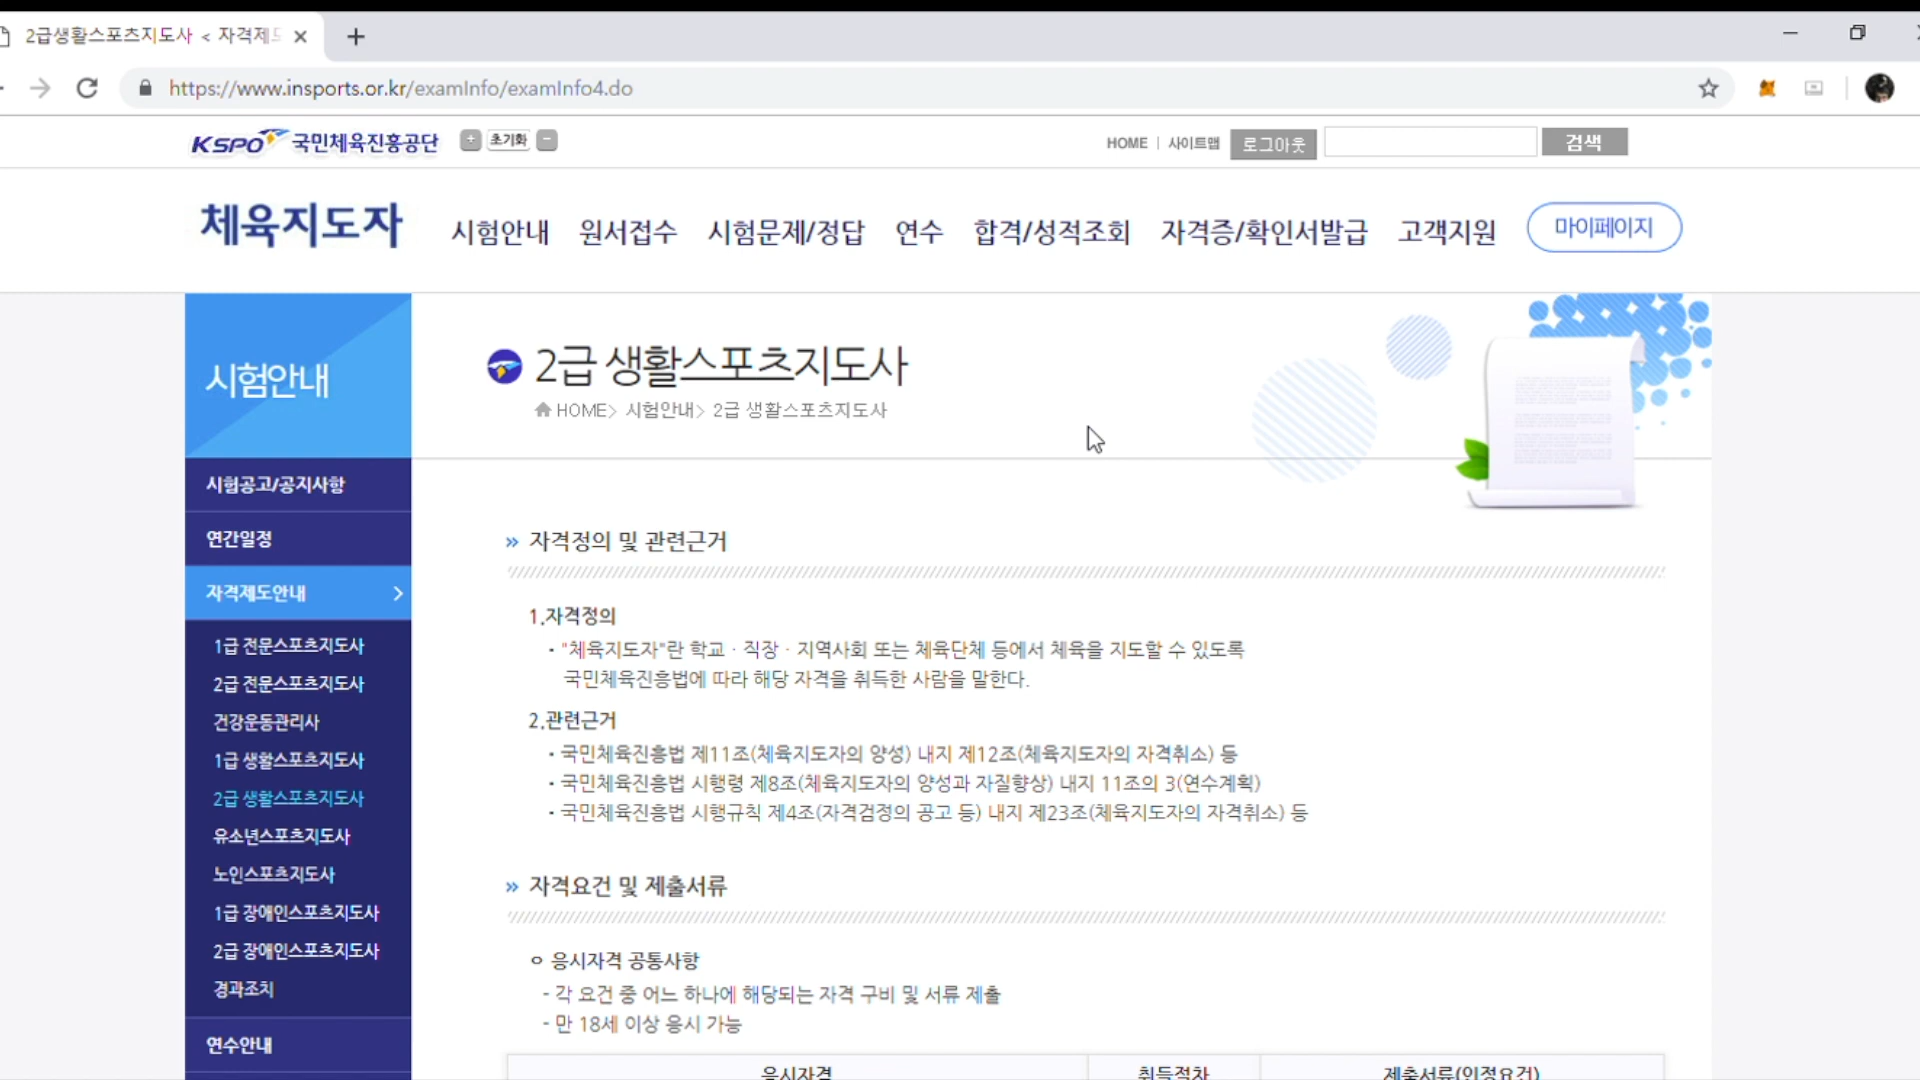 2급생활스포츠지도사 < 자격제도
https://www.insports.or.kr/examInfo/examInfo4.do
KSPO 국민체육진흥공단
+ 초기화 -
HOME | 사이트맵 로그아웃 검색
체육지도자
시험안내 원서접수 시험문제/정답 연수 합격/성적조회 자격증/확인서발급 고객지원 마이페이지
시험안내
시험공고/공지사항
연간일정
자격제도안내
1급 전문스포츠지도사
2급 전문스포츠지도사
건강운동관리사
1급 생활스포츠지도사
2급 생활스포츠지도사
유소년스포츠지도사
노인스포츠지도사
1급 장애인스포츠지도사
2급 장애인스포츠지도사
경과조치
연수안내
2급 생활스포츠지도사
HOME> 시험안내> 2급 생활스포츠지도사
» 자격정의 및 관련근거
1.자격정의
· "체육지도자"란 학교 · 직장 · 지역사회 또는 체육단체 등에서 체육을 지도할 수 있도록
국민체육진흥법에 따라 해당 자격을 취득한 사람을 말한다.
2.관련근거
· 국민체육진흥법 제11조(체육지도자의 양성) 내지 제12조(체육지도자의 자격취소) 등
· 국민체육진흥법 시행령 제8조(체육지도자의 양성과 자질향상) 내지 11조의 3(연수계획)
· 국민체육진흥법 시행규칙 제4조(자격검정의 공고 등) 내지 제23조(체육지도자의 자격취소) 등
» 자격요건 및 제출서류
ㅇ 응시자격 공통사항
- 각 요건 중 어느 하나에 해당되는 자격 구비 및 서류 제출
- 만 18세 이상 응시 가능
응시자격 취득절차 제출서류(인정요건)